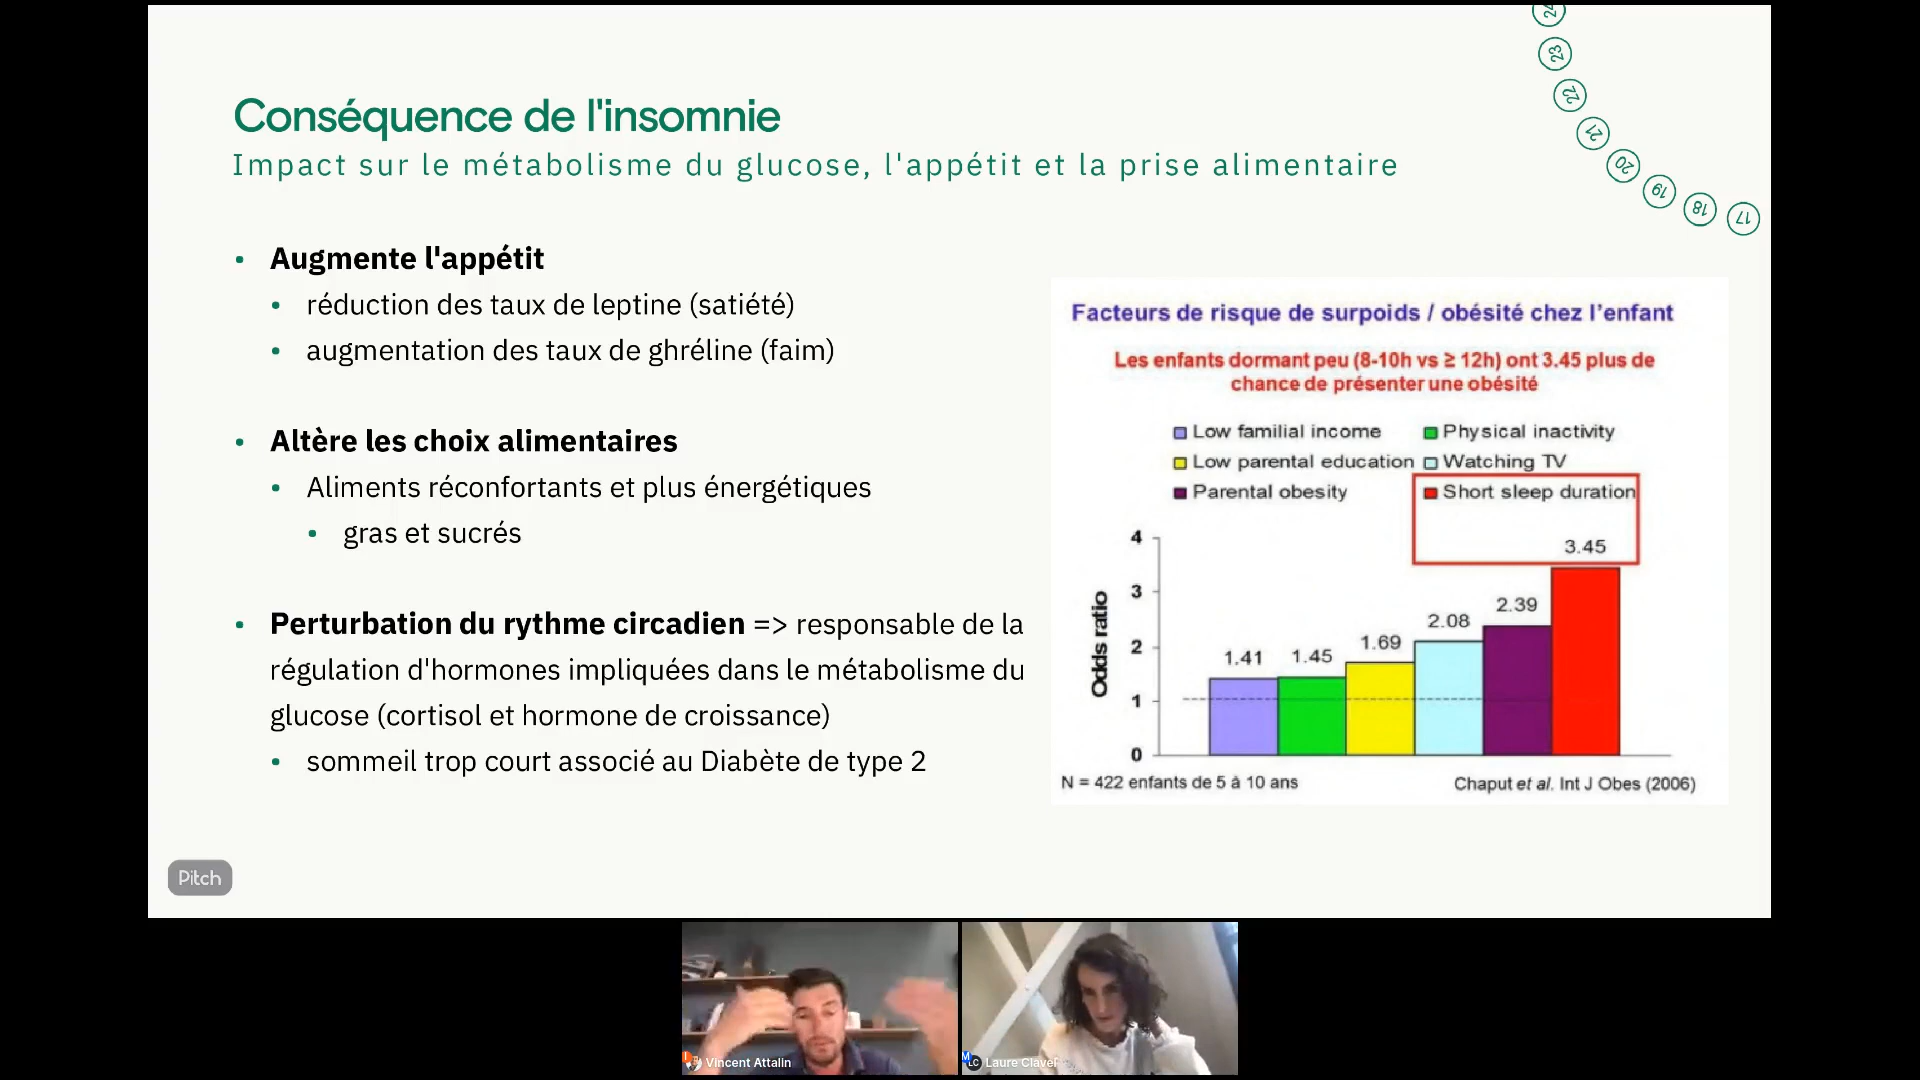 24
23
22
21
20
19
18
17
Conséquence de l'insomnie
Impact sur le métabolisme du glucose, l'appétit et la prise alimentaire
• Augmente l'appétit
• réduction des taux de leptine (satiété)
• augmentation des taux de ghréline (faim)
• Altère les choix alimentaires
• Aliments réconfortants et plus énergétiques
• gras et sucrés
• Perturbation du rythme circadien => responsable de la
régulation d'hormones impliquées dans le métabolisme du
glucose (cortisol et hormone de croissance)
• sommeil trop court associé au Diabète de type 2
Facteurs de risque de surpoids / obésité chez l'enfant
Les enfants dormant peu (8-10h vs ≥ 12h) ont 3.45 plus de
chance de présenter une obésité
Low familial income
Physical inactivity
Low parental education
Watching TV
Parental obesity
Short sleep duration
Odds ratio
4
3
2
1
0
1.41
1.45
1.69
2.08
2.39
3.45
N = 422 enfants de 5 à 10 ans
Chaput et al. Int J Obes (2006)
Pitch
Vincent Attalin
LC
Laure Clavel